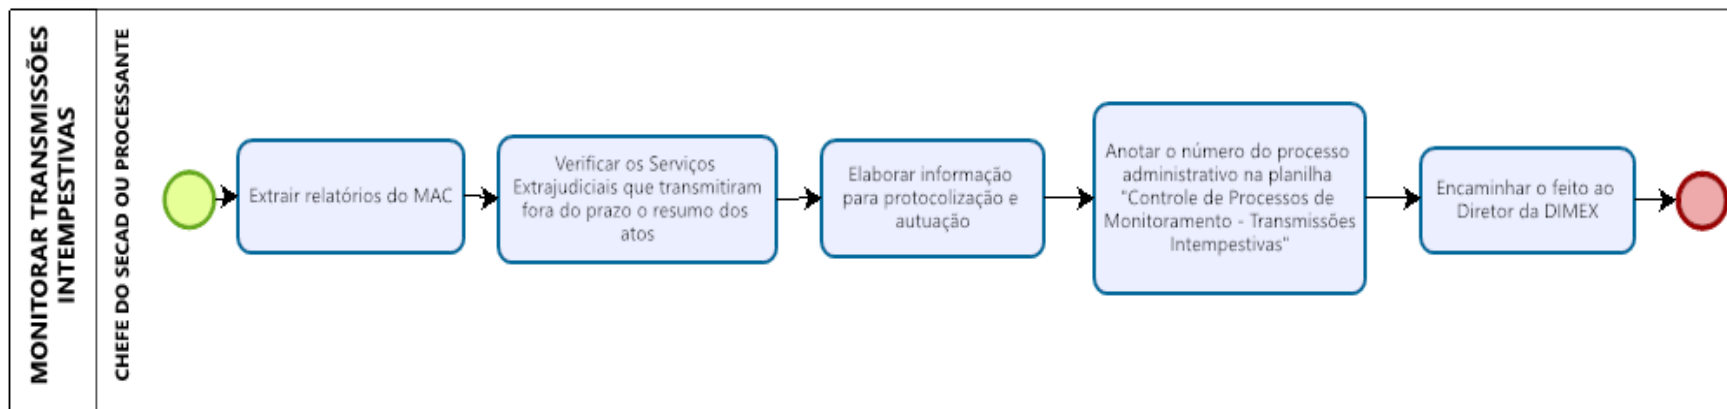 MONITORAR TRANSMISSÕES
INTEMPESTIVAS
CHEFE DO SECAD OU PROCESSANTE
Extrair relatórios do MAC
Verificar os Serviços
Extrajudiciais que transmitiram
fora do prazo o resumo dos
atos
Elaborar informação
para protocolização e
autuação
Anotar o número do processo
administrativo na planilha
"Controle de Processos de
Monitoramento - Transmissões
Intempestivas"
Encaminhar o feito ao
Diretor da DIMEX